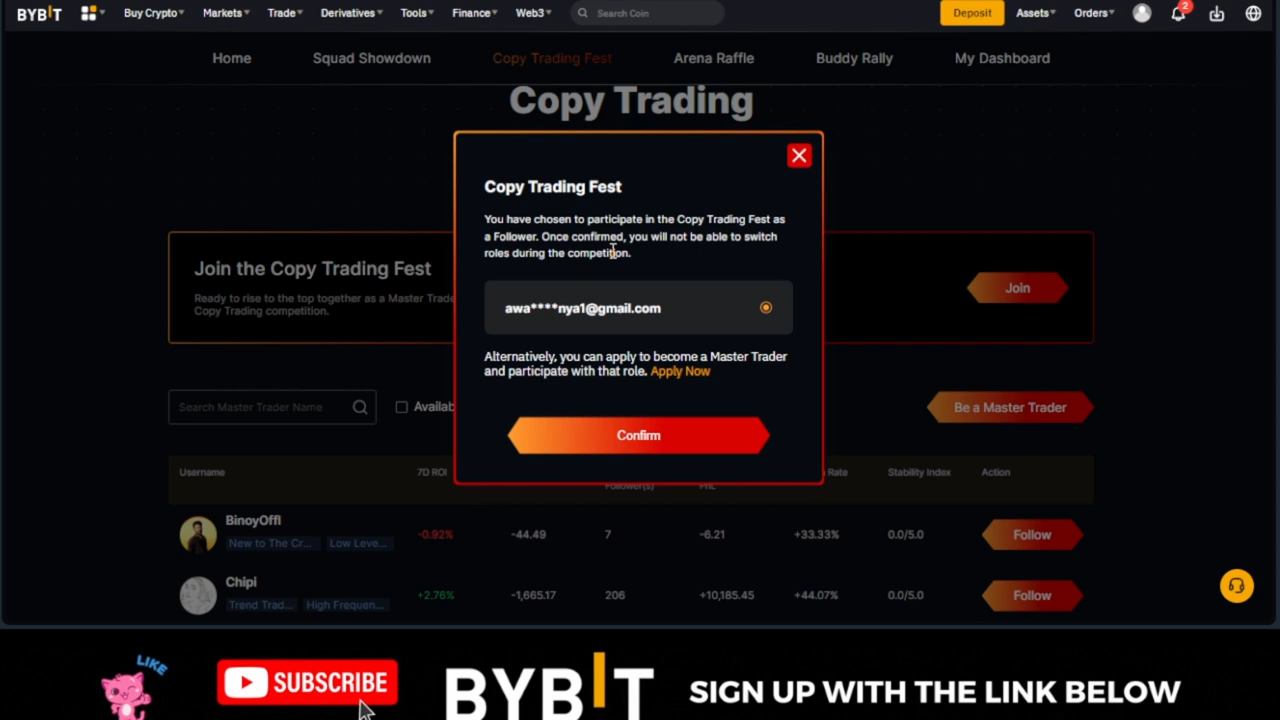 BYBIT
Buy Crypto
Markets
Trade
Derivatives
Tools
Finance
Web3
Search Coin
Deposit
Assets
Orders
2
Home
Squad Showdown
Copy Trading Fest
Arena Raffle
Buddy Rally
My Dashboard
Copy Trading
Copy Trading Fest
You have chosen to participate in the Copy Trading Fest as
a Follower. Once confirmed, you will not be able to switch
roles during the competition.
awa****nya1@gmail.com
Alternatively, you can apply to become a Master Trader
and participate with that role. Apply Now
Confirm
Join the Copy Trading Fest
Ready to rise to the top together as a Master Trade
Copy Trading competition.
Join
Search Master Trader Name
Availab
Be a Master Trader
Username
7D ROI
Follower(s)
Rate
Stability Index
Action
BinoyOffl
New to The Cr...
Low Leve...
-0.92%
-44.49
7
-6.21
+33.33%
0.0/5.0
Follow
Chipi
Trend Trad...
High Frequen...
+2.76%
-1,665.17
206
+10,185.45
+44.07%
0.0/5.0
Follow
LIKE
SUBSCRIBE
BYBIT
SIGN UP WITH THE LINK BELOW